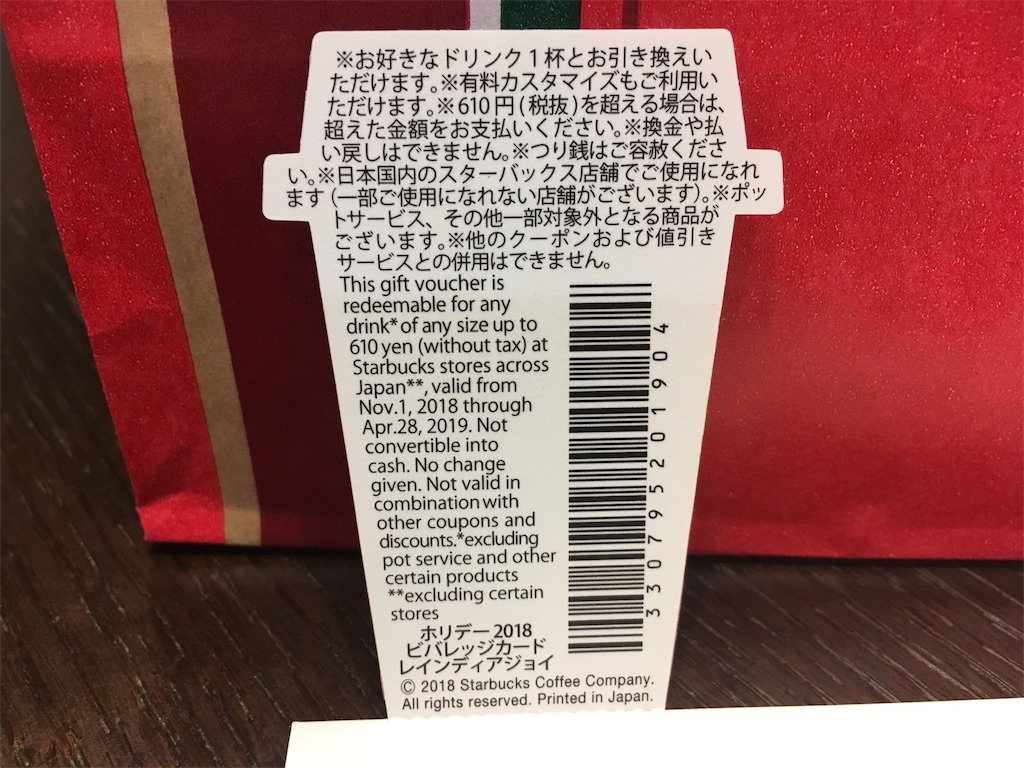 ※お好きなドリンク1杯とお引き換えい
ただけます。※有料カスタマイズもご利用い
ただけます。※610円(税抜)を超える場合は、
超えた金額をお支払いください。※換金や払
い戻しはできません。※つり銭はご容赦くださ
い。※日本国内のスターバックス店舗でご使用になれ
ます(一部ご使用になれない店舗がございます)。※ポッ
トサービス、その他一部対象外となる商品が
ございます。※他のクーポンおよび値引き
サービスとの併用はできません。
This gift voucher is
redeemable for any
drink* of any size up to
610 yen (without tax) at
Starbucks stores across
Japan**, valid from
Nov.1, 2018 through
Apr.28, 2019. Not
convertible into
cash. No change
given. Not valid in
combination with
other coupons and
discounts.*excluding
pot service and other
certain products
**excluding certain
stores
3307952019​04
ホリデー2018
ビバレッジカード
レインディアジョイ
© 2018 Starbucks Coffee Company.
All rights reserved. Printed in Japan.